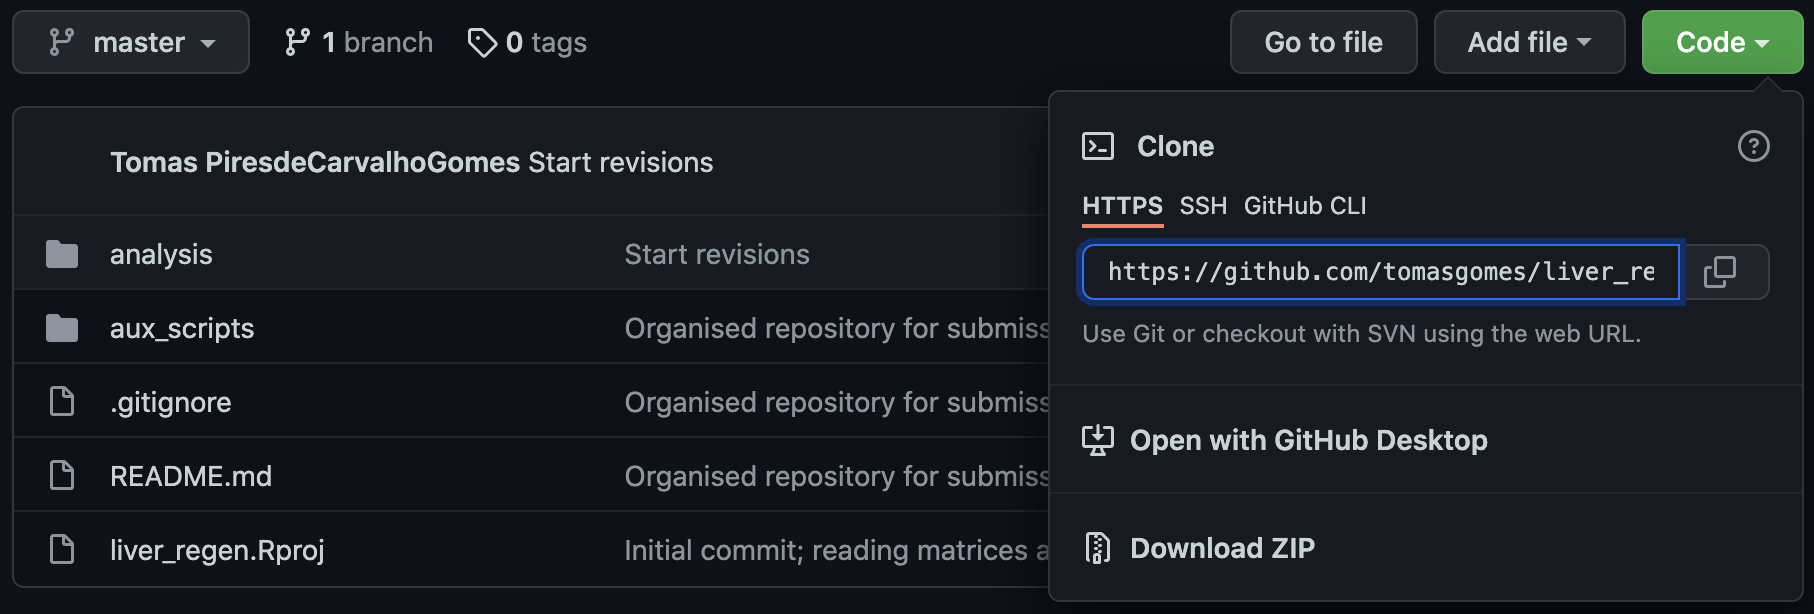 master 1 branch 0 tags Go to file Add file Code
Tomas PiresdeCarvalhoGomes Start revisions
analysis Start revisions
aux_scripts Organised repository for submiss
.gitignore Organised repository for submiss
README.md Organised repository for submiss
liver_regen.Rproj Initial commit; reading matrices a
Clone
HTTPS SSH GitHub CLI
https://github.com/tomasgomes/liver_re
Use Git or checkout with SVN using the web URL.
Open with GitHub Desktop
Download ZIP